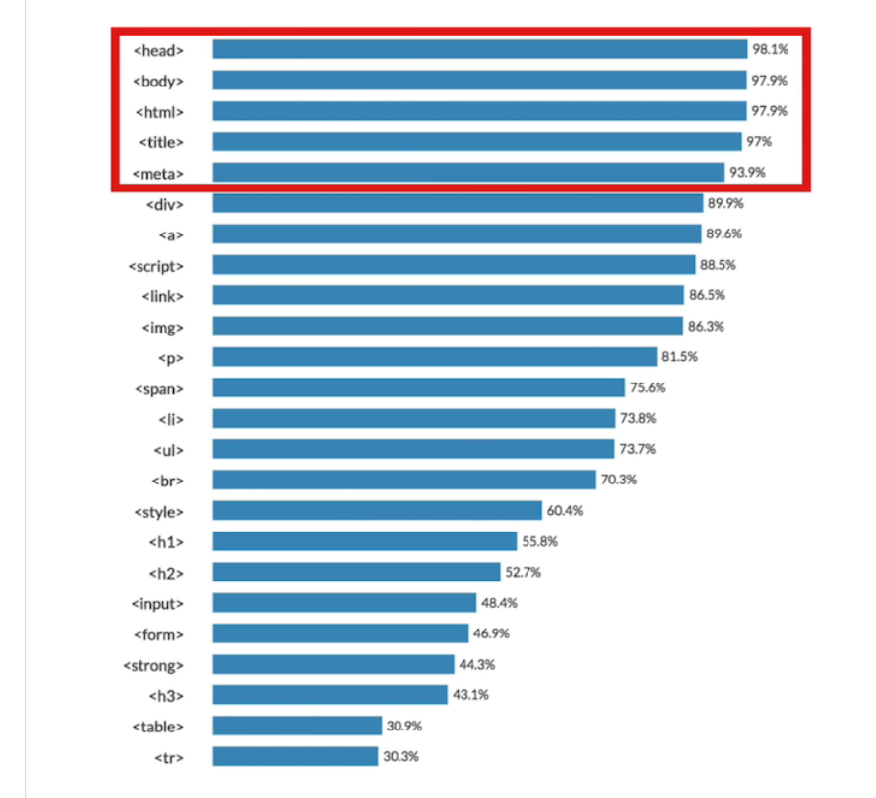 <head> 98.1%
<body> 97.9%
<html> 97.9%
<title> 97%
<meta> 93.9%
<div> 89.9%
<a> 89.6%
<script> 88.5%
<link> 86.5%
<img> 86.3%
<p> 81.5%
<span> 75.6%
<li> 73.8%
<ul> 73.7%
<br> 70.3%
<style> 60.4%
<h1> 55.8%
<h2> 52.7%
<input> 48.4%
<form> 46.9%
<strong> 44.3%
<h3> 43.1%
<table> 30.9%
<tr> 30.3%